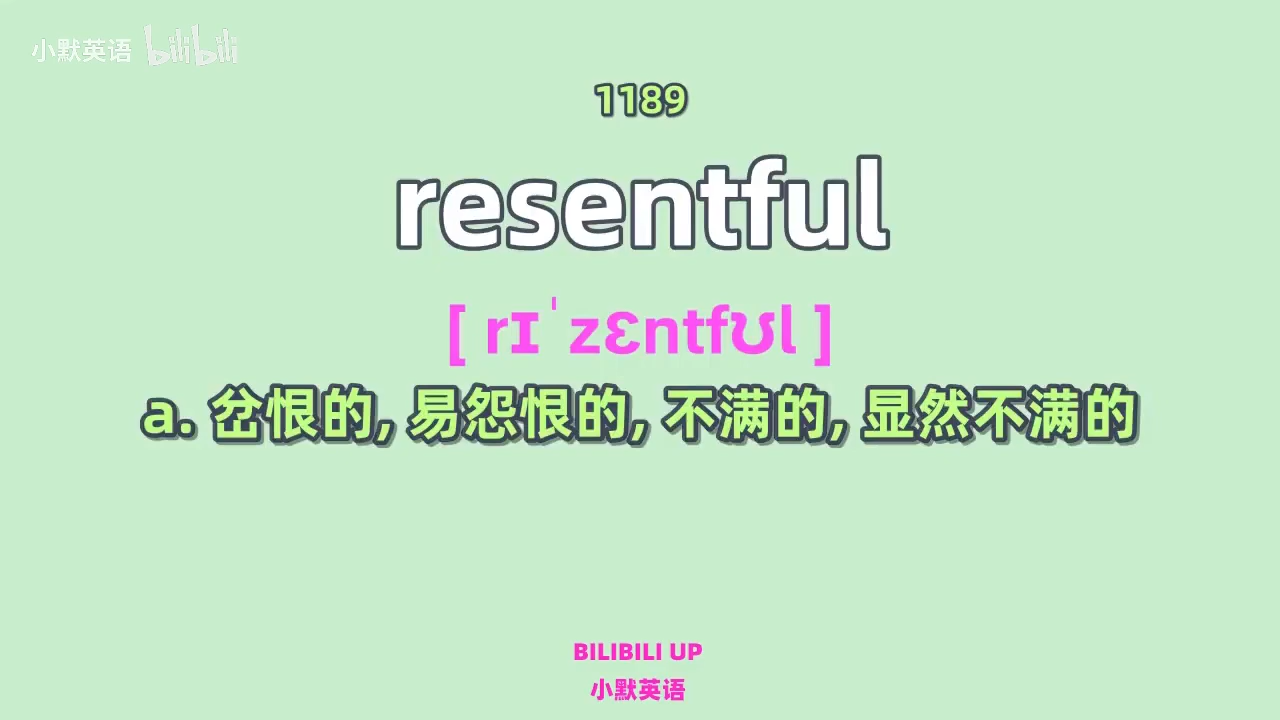 小默英语 bilibili
1189
resentful
[ rɪˈzɛntfʊl ]
a. 岔恨的, 易怨恨的, 不满的, 显然不满的
BILIBILI UP
小默英语